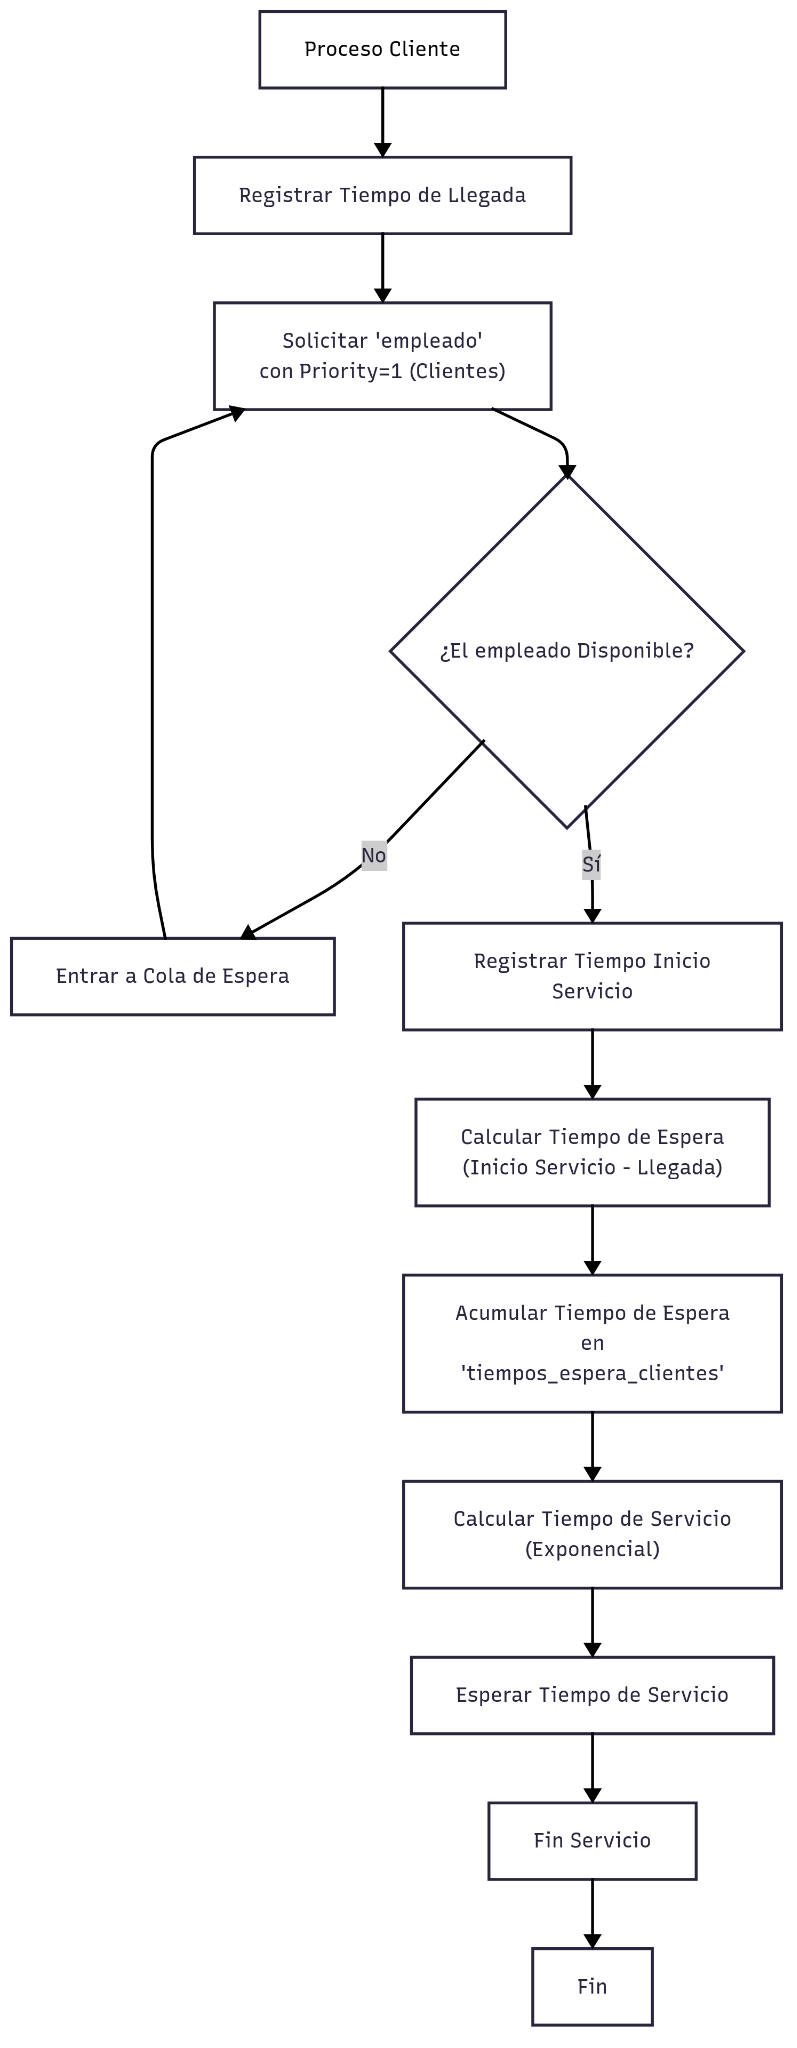 Proceso Cliente
Registrar Tiempo de Llegada
Solicitar 'empleado'
con Priority=1 (Clientes)
¿El empleado Disponible?
No
Sí
Entrar a Cola de Espera
Registrar Tiempo Inicio
Servicio
Calcular Tiempo de Espera
(Inicio Servicio - Llegada)
Acumular Tiempo de Espera
en
'tiempos_espera_clientes'
Calcular Tiempo de Servicio
(Exponencial)
Esperar Tiempo de Servicio
Fin Servicio
Fin